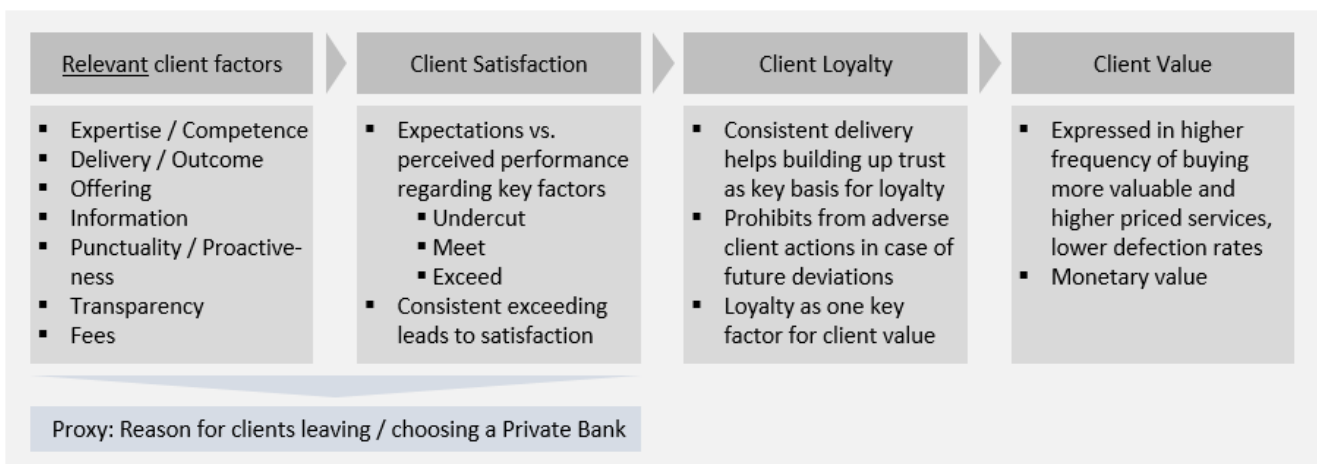 Relevant client factors
Client Satisfaction
Client Loyalty
Client Value
▪ Expertise / Competence
▪ Delivery / Outcome
▪ Offering
▪ Information
▪ Punctuality / Proactive-
ness
▪ Transparency
▪ Fees
▪ Expectations vs.
perceived performance
regarding key factors
▪ Undercut
▪ Meet
▪ Exceed
▪ Consistent exceeding
leads to satisfaction
▪ Consistent delivery
helps building up trust
as key basis for loyalty
▪ Prohibits from adverse
client actions in case of
future deviations
▪ Loyalty as one key
factor for client value
▪ Expressed in higher
frequency of buying
more valuable and
higher priced services,
lower defection rates
▪ Monetary value
Proxy: Reason for clients leaving / choosing a Private Bank